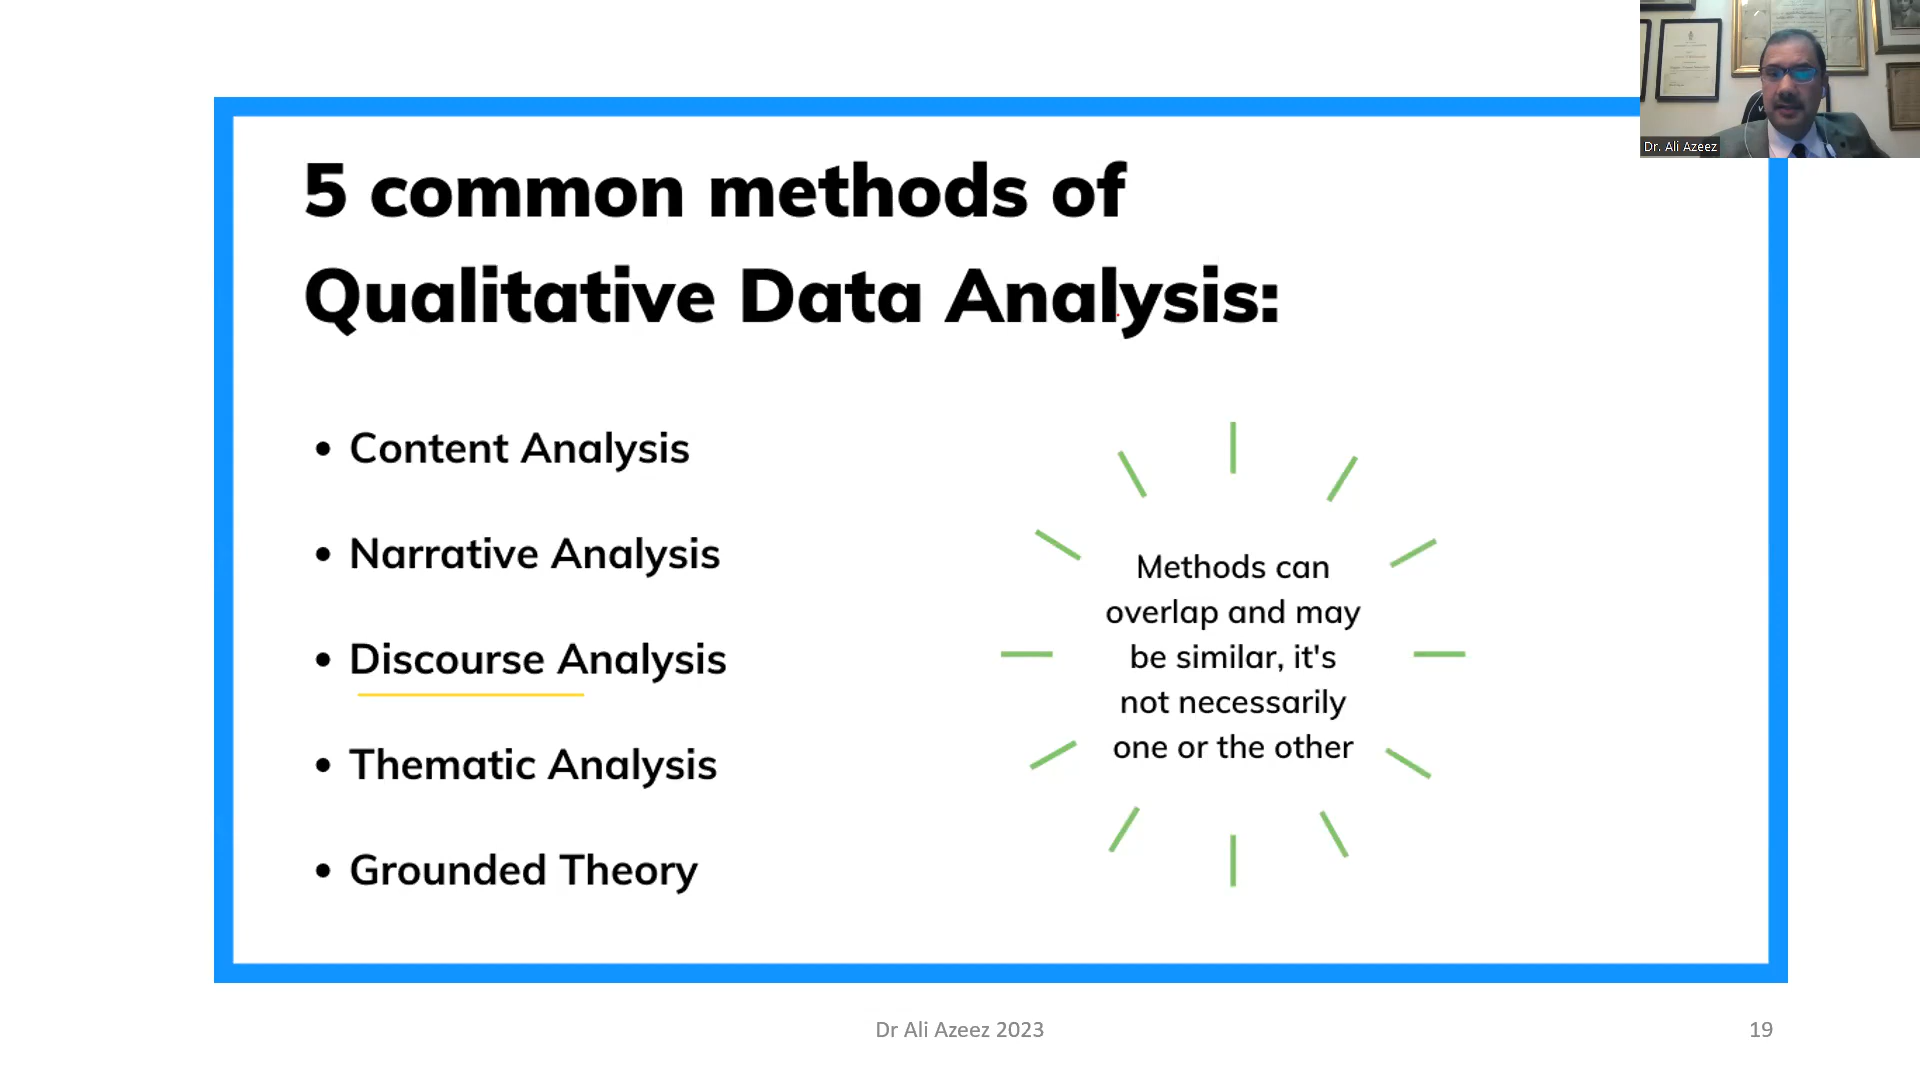 5 common methods of
Qualitative Data Analysis:
• Content Analysis
• Narrative Analysis
• Discourse Analysis
• Thematic Analysis
• Grounded Theory
Methods can
overlap and may
be similar, it's
not necessarily
one or the other
Dr. Ali Azeez
Dr Ali Azeez 2023
19